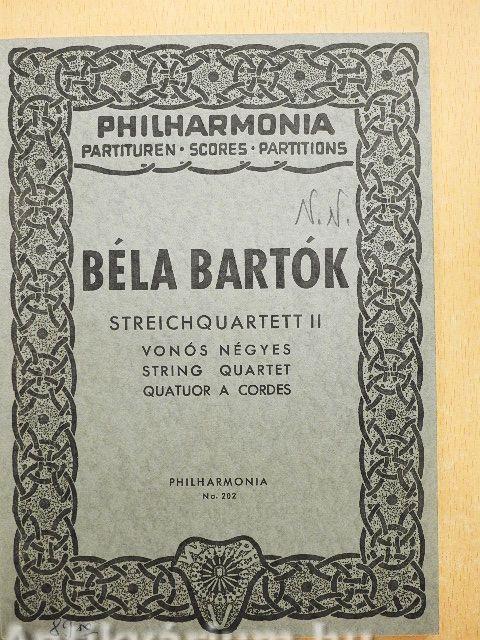 PHILHARMONIA
PARTITUREN · SCORES · PARTITIONS
N.N.
BÉLA BARTÓK
STREICHQUARTETT II
VONÓS NÉGYES
STRING QUARTET
QUATUOR A CORDES
PHILHARMONIA
No. 202